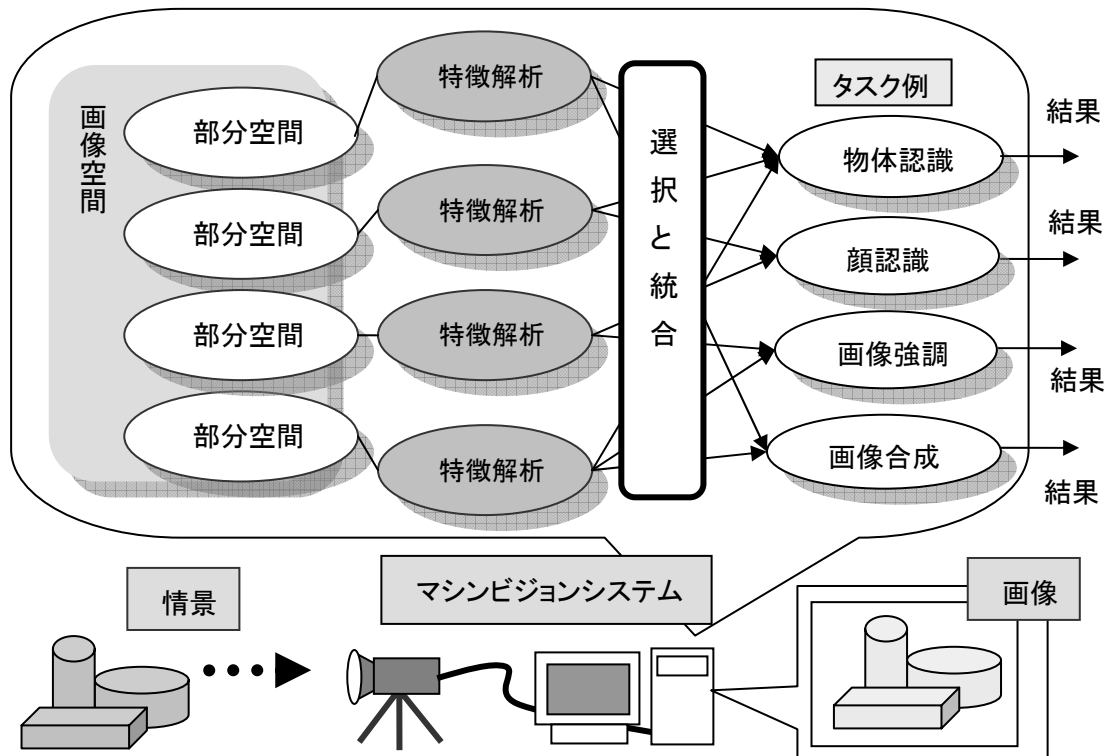 画像空間
部分空間
部分空間
部分空間
部分空間
特徴解析
特徴解析
特徴解析
特徴解析
選択と統合
タスク例
物体認識
顔認識
画像強調
画像合成
結果
結果
結果
結果
情景
マシンビジョンシステム
画像